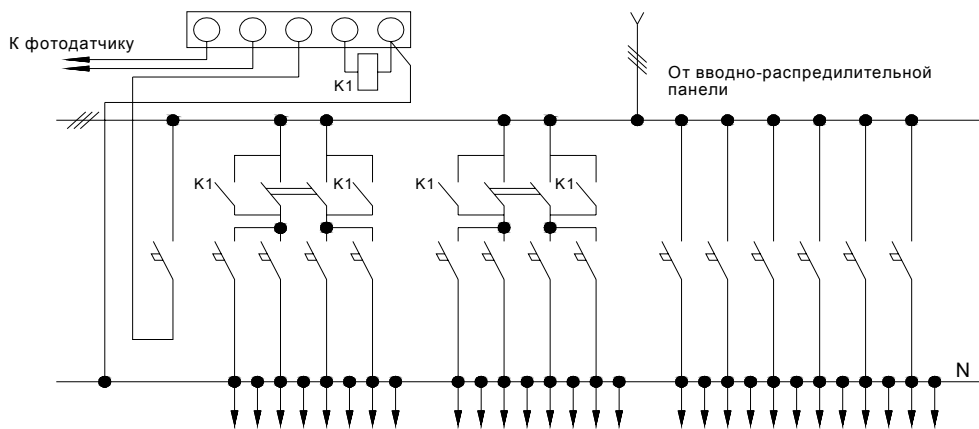 К фотодатчику
K1
От вводно-распредилительной
панели
K1
K1
K1
K1
N